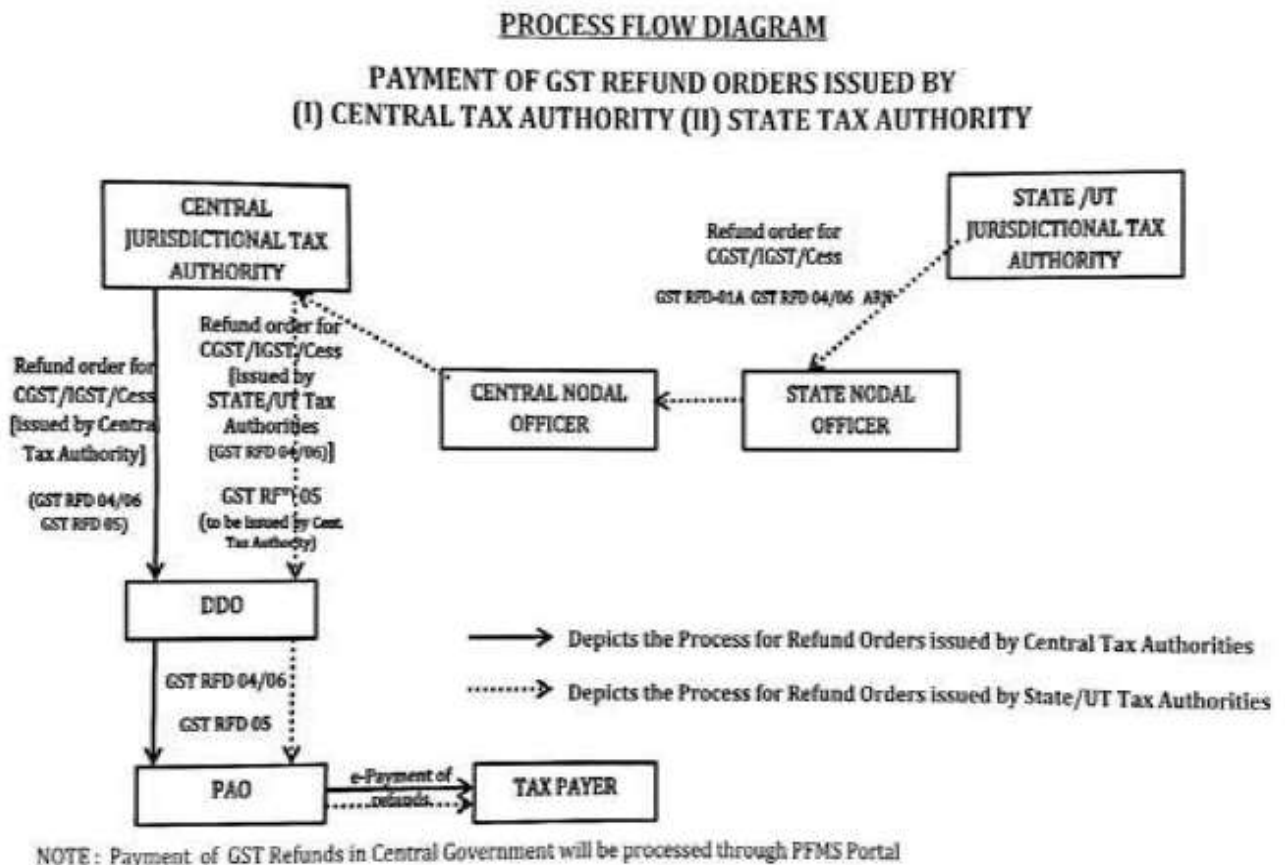 PROCESS FLOW DIAGRAM
PAYMENT OF GST REFUND ORDERS ISSUED BY
(I) CENTRAL TAX AUTHORITY (II) STATE TAX AUTHORITY
CENTRAL
JURISDICTIONAL TAX
AUTHORITY
STATE /UT
JURISDICTIONAL TAX
AUTHORITY
Refund order for
CGST/IGST/Cess
GST RFD-01A GST RFD 04/06 ARN
Refund order for
CGST/IGST/Cess
[issued by Central
Tax Authority]
(GST RFD 04/06
GST RFD 05)
Refund order for
CGST/IGST/Cess
[issued by
STATE/UT Tax
Authorities
(GST RFD 04/06)]
GST RFD 05
(to be issued by Cent.
Tax Authority)
CENTRAL NODAL
OFFICER
STATE NODAL
OFFICER
DDO
Depicts the Process for Refund Orders issued by Central Tax Authorities
Depicts the Process for Refund Orders issued by State/UT Tax Authorities
GST RFD 04/06
GST RFD 05
PAO
e-Payment of
refunds
TAX PAYER
NOTE : Payment of GST Refunds in Central Government will be processed through PFMS Portal